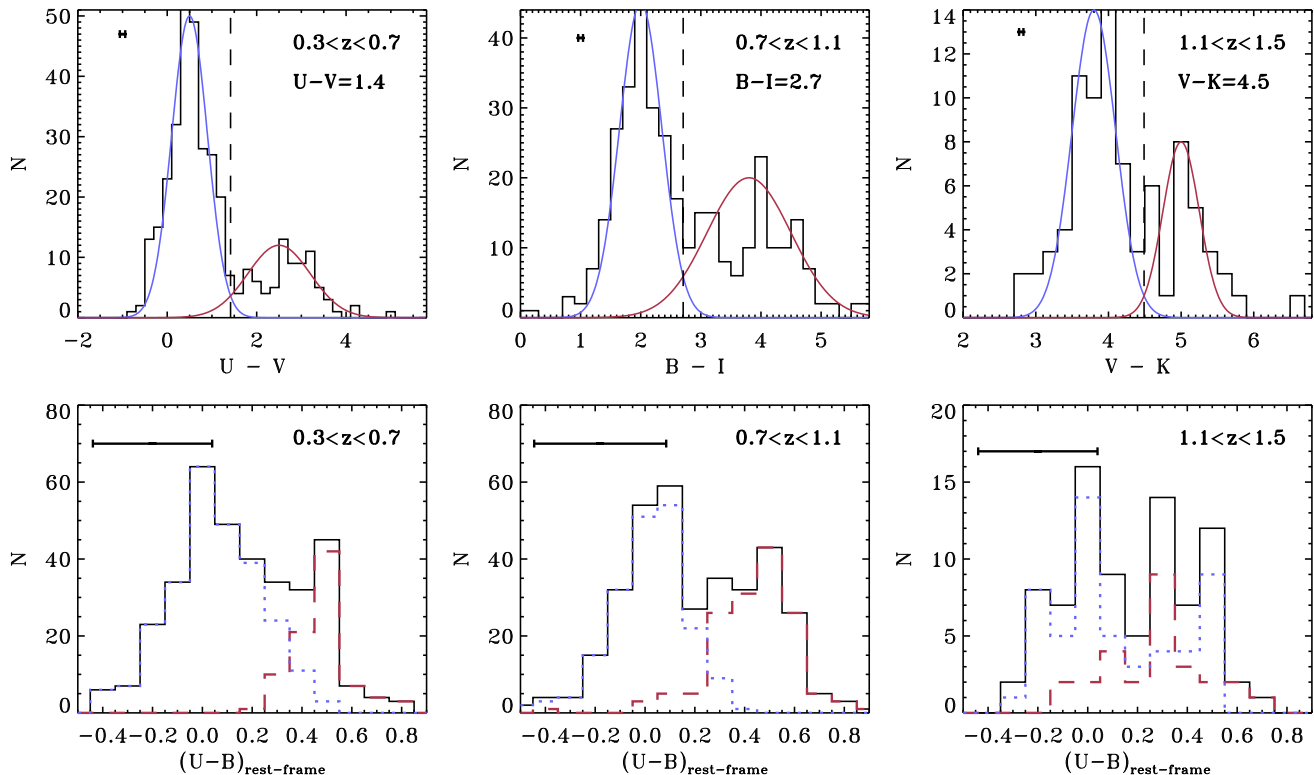 50
40
30
20
10
0
N
0.3<z<0.7
U−V=1.4
−2 0 2 4
U − V
40
30
20
10
0
N
0.7<z<1.1
B−I=2.7
0 1 2 3 4 5
B − I
14
12
10
8
6
4
2
0
N
1.1<z<1.5
V−K=4.5
2 3 4 5 6
V − K
80
60
40
20
0
N
0.3<z<0.7
−0.4 −0.2 0.0 0.2 0.4 0.6 0.8
(U−B)rest−frame
80
60
40
20
0
N
0.7<z<1.1
−0.4 −0.2 0.0 0.2 0.4 0.6 0.8
(U−B)rest−frame
20
15
10
5
0
N
1.1<z<1.5
−0.4 −0.2 0.0 0.2 0.4 0.6 0.8
(U−B)rest−frame